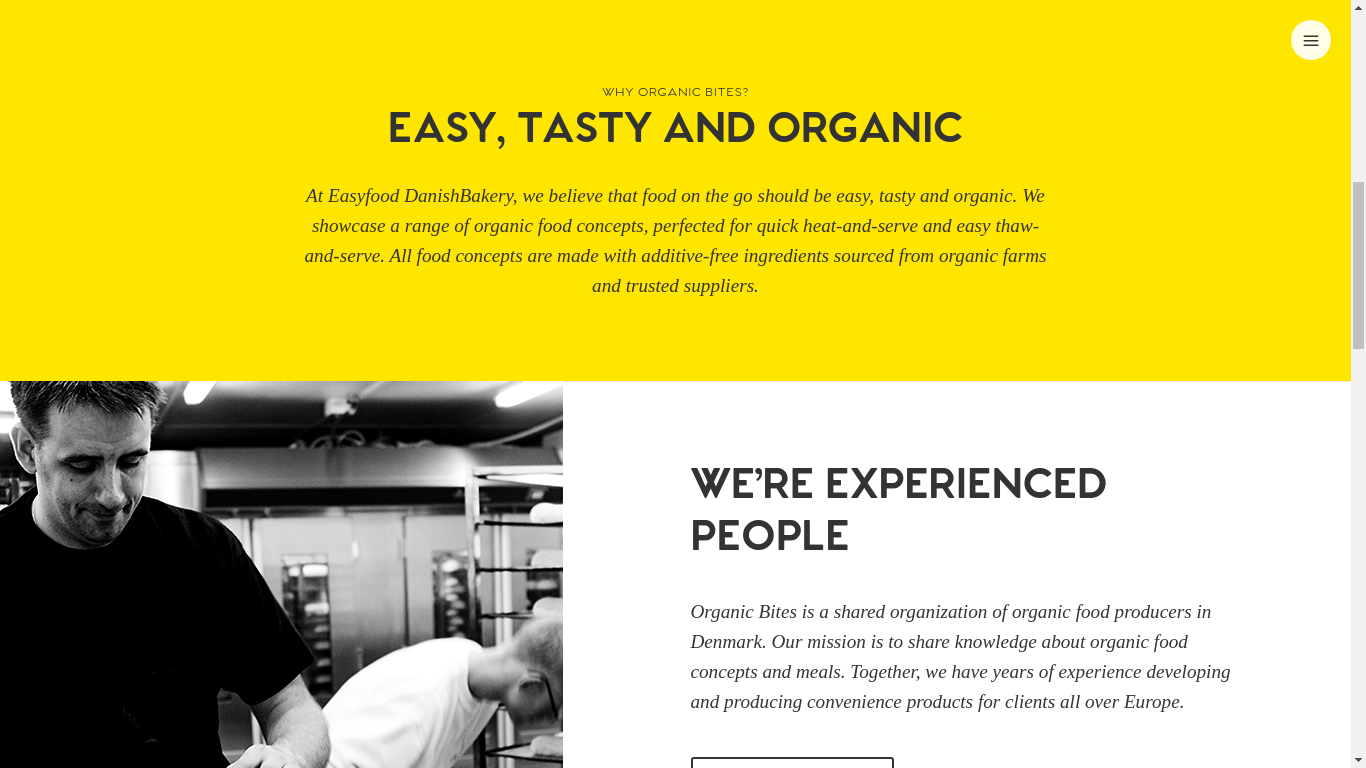 WHY ORGANIC BITES?
EASY, TASTY AND ORGANIC
At Easyfood DanishBakery, we believe that food on the go should be easy, tasty and organic. We
showcase a range of organic food concepts, perfected for quick heat-and-serve and easy thaw-
and-serve. All food concepts are made with additive-free ingredients sourced from organic farms
and trusted suppliers.
WE'RE EXPERIENCED
PEOPLE
Organic Bites is a shared organization of organic food producers in
Denmark. Our mission is to share knowledge about organic food
concepts and meals. Together, we have years of experience developing
and producing convenience products for clients all over Europe.